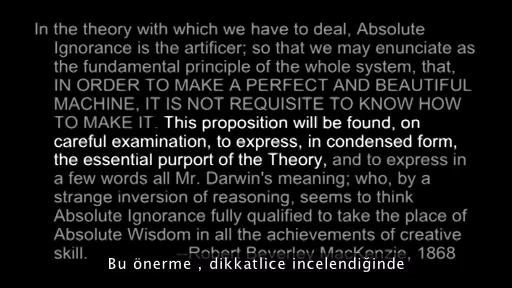 In the theory with which we have to deal, Absolute
Ignorance is the artificer; so that we may enunciate as
the fundamental principle of the whole system, that,
IN ORDER TO MAKE A PERFECT AND BEAUTIFUL
MACHINE, IT IS NOT REQUISITE TO KNOW HOW
TO MAKE IT. This proposition will be found, on
careful examination, to express, in condensed form,
the essential purport of the Theory, and to express in
a few words all Mr. Darwin's meaning; who, by a
strange inversion of reasoning, seems to think
Absolute Ignorance fully qualified to take the place of
Absolute Wisdom in all the achievements of creative
skill. --Robert Beverley MacKenzie, 1868
Bu önerme , dikkatlice incelendiğinde